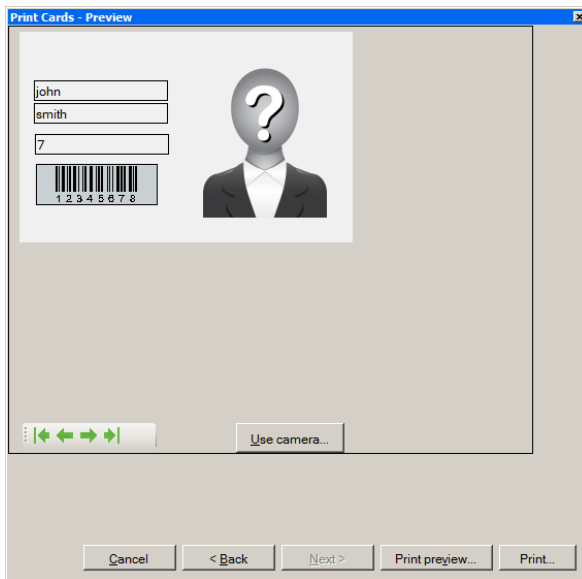 Print Cards - Preview
john
smith
7
12345678
?
Use camera...
Cancel
< Back
Next >
Print preview...
Print...